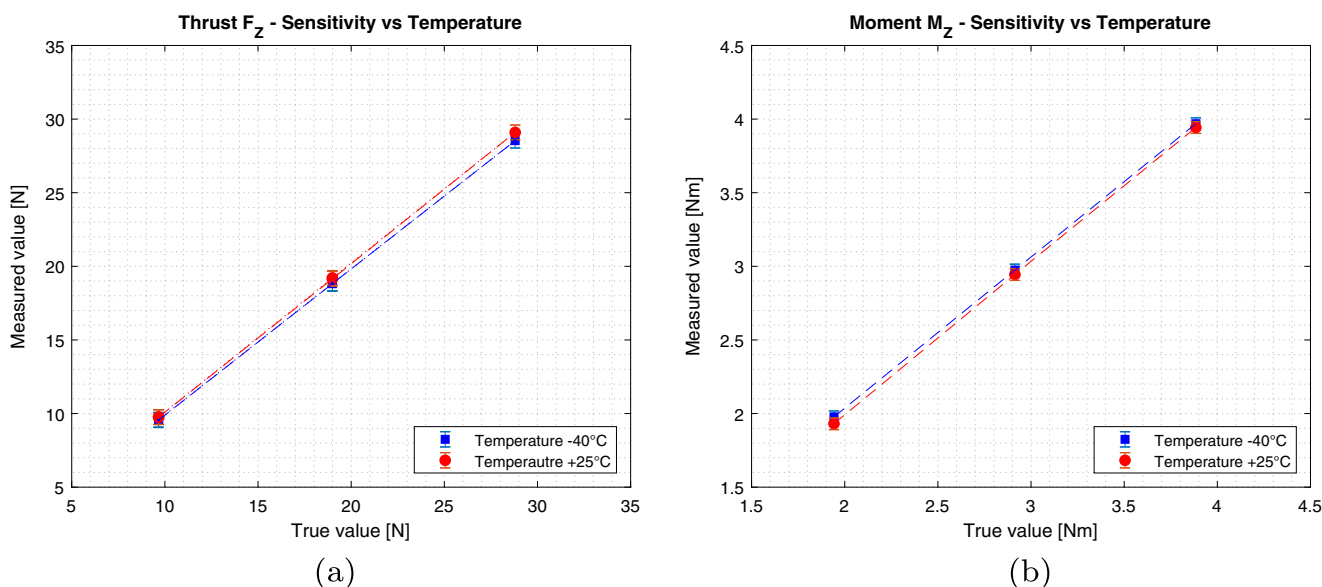 Thrust F_Z - Sensitivity vs Temperature
35
30
25
20
15
10
5
Measured value [N]
5 10 15 20 25 30 35
True value [N]
Temperature -40°C
Temperautre +25°C
(a)
Moment M_Z - Sensitivity vs Temperature
4.5
4
3.5
3
2.5
2
1.5
Measured value [Nm]
1.5 2 2.5 3 3.5 4 4.5
True value [Nm]
Temperature -40°C
Temperature +25°C
(b)